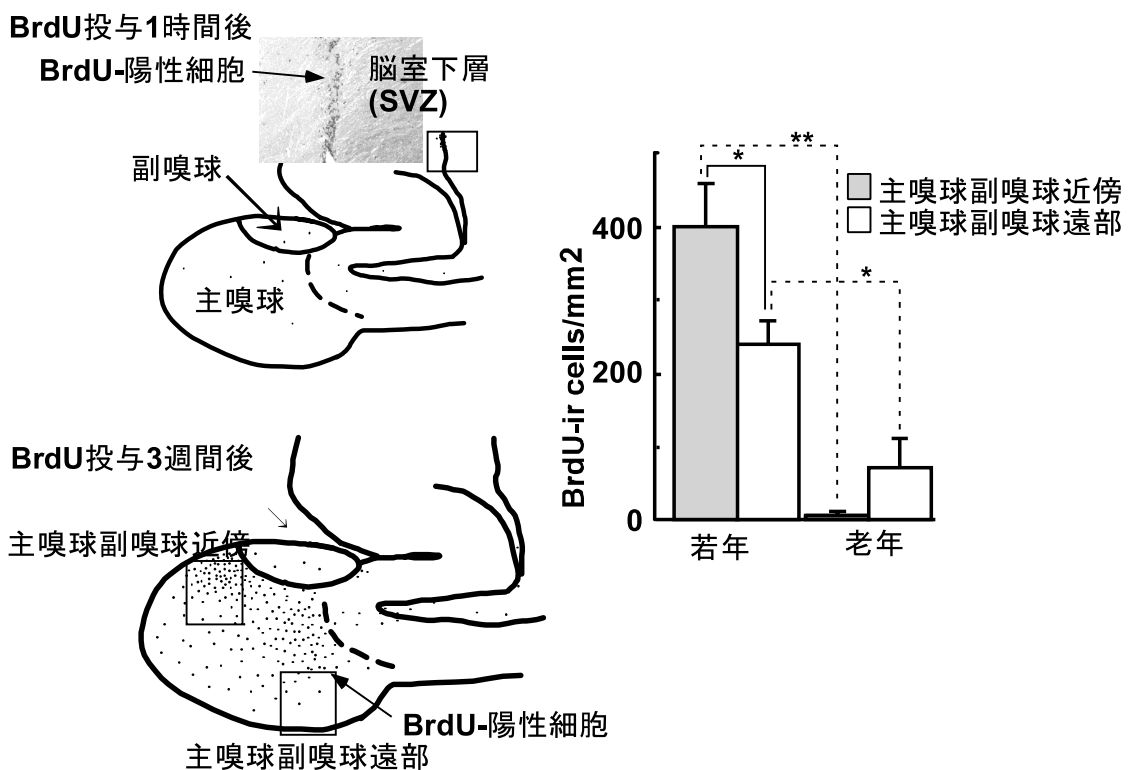 BrdU投与1時間後
BrdU-陽性細胞
脳室下層
(SVZ)
副嗅球
主嗅球
BrdU投与3週間後
主嗅球副嗅球近傍
BrdU-陽性細胞
主嗅球副嗅球遠部
**
*
主嗅球副嗅球近傍
主嗅球副嗅球遠部
*
400
200
0
BrdU-ir cells/mm2
若年
老年